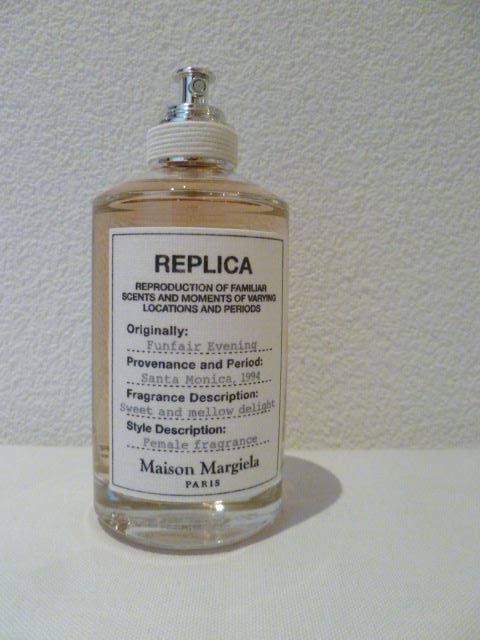 REPLICA
REPRODUCTION OF FAMILIAR
SCENTS AND MOMENTS OF VARYING
LOCATIONS AND PERIODS
Originally:
Funfair Evening
Provenance and Period:
Santa Monica, 1994
Fragrance Description:
Sweet and mellow delight
Style Description:
Female fragrance
Maison Margiela
PARIS